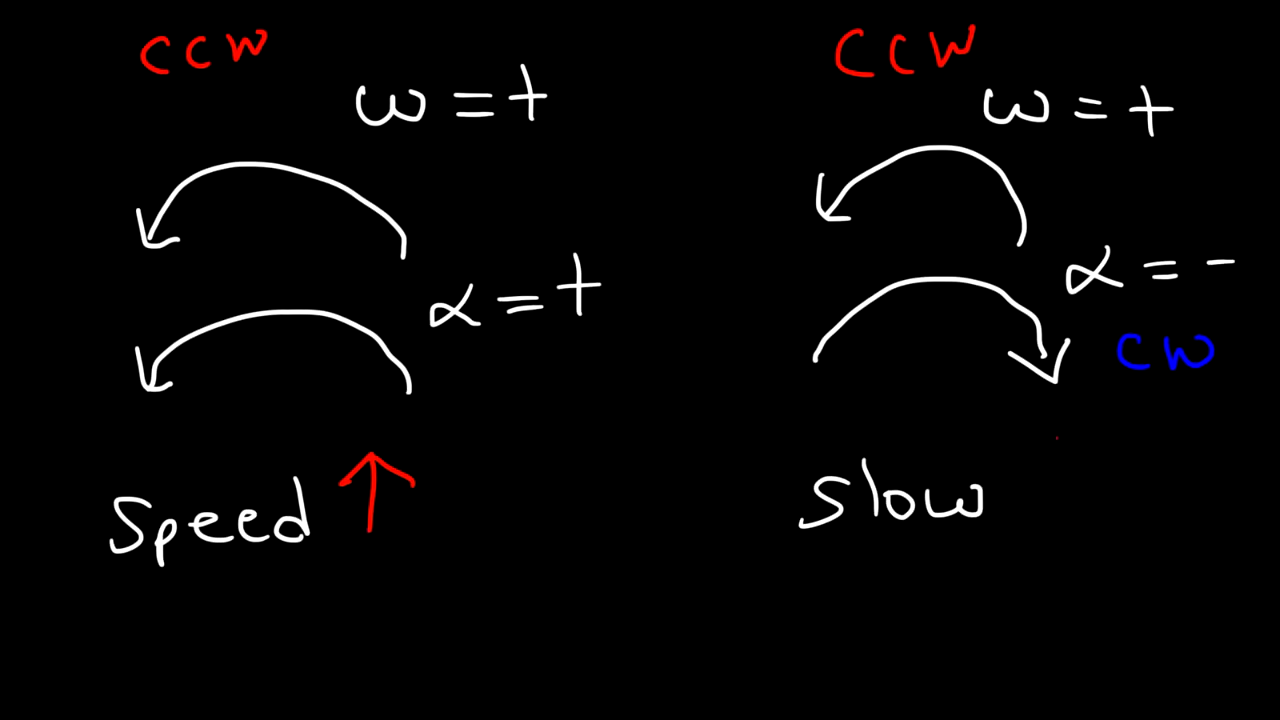 CCW
ω = +
α = +
Speed ↑
CCW
ω = +
α = -
CW
Slow